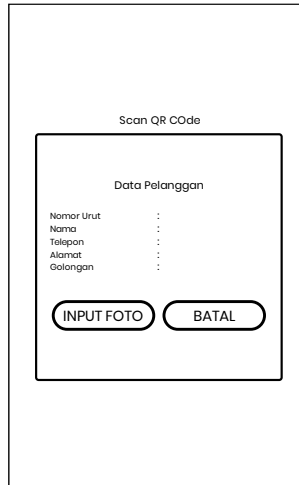 Scan QR COde
Data Pelanggan
Nomor Urut :
Nama :
Telepon :
Alamat :
Golongan :
INPUT FOTO BATAL